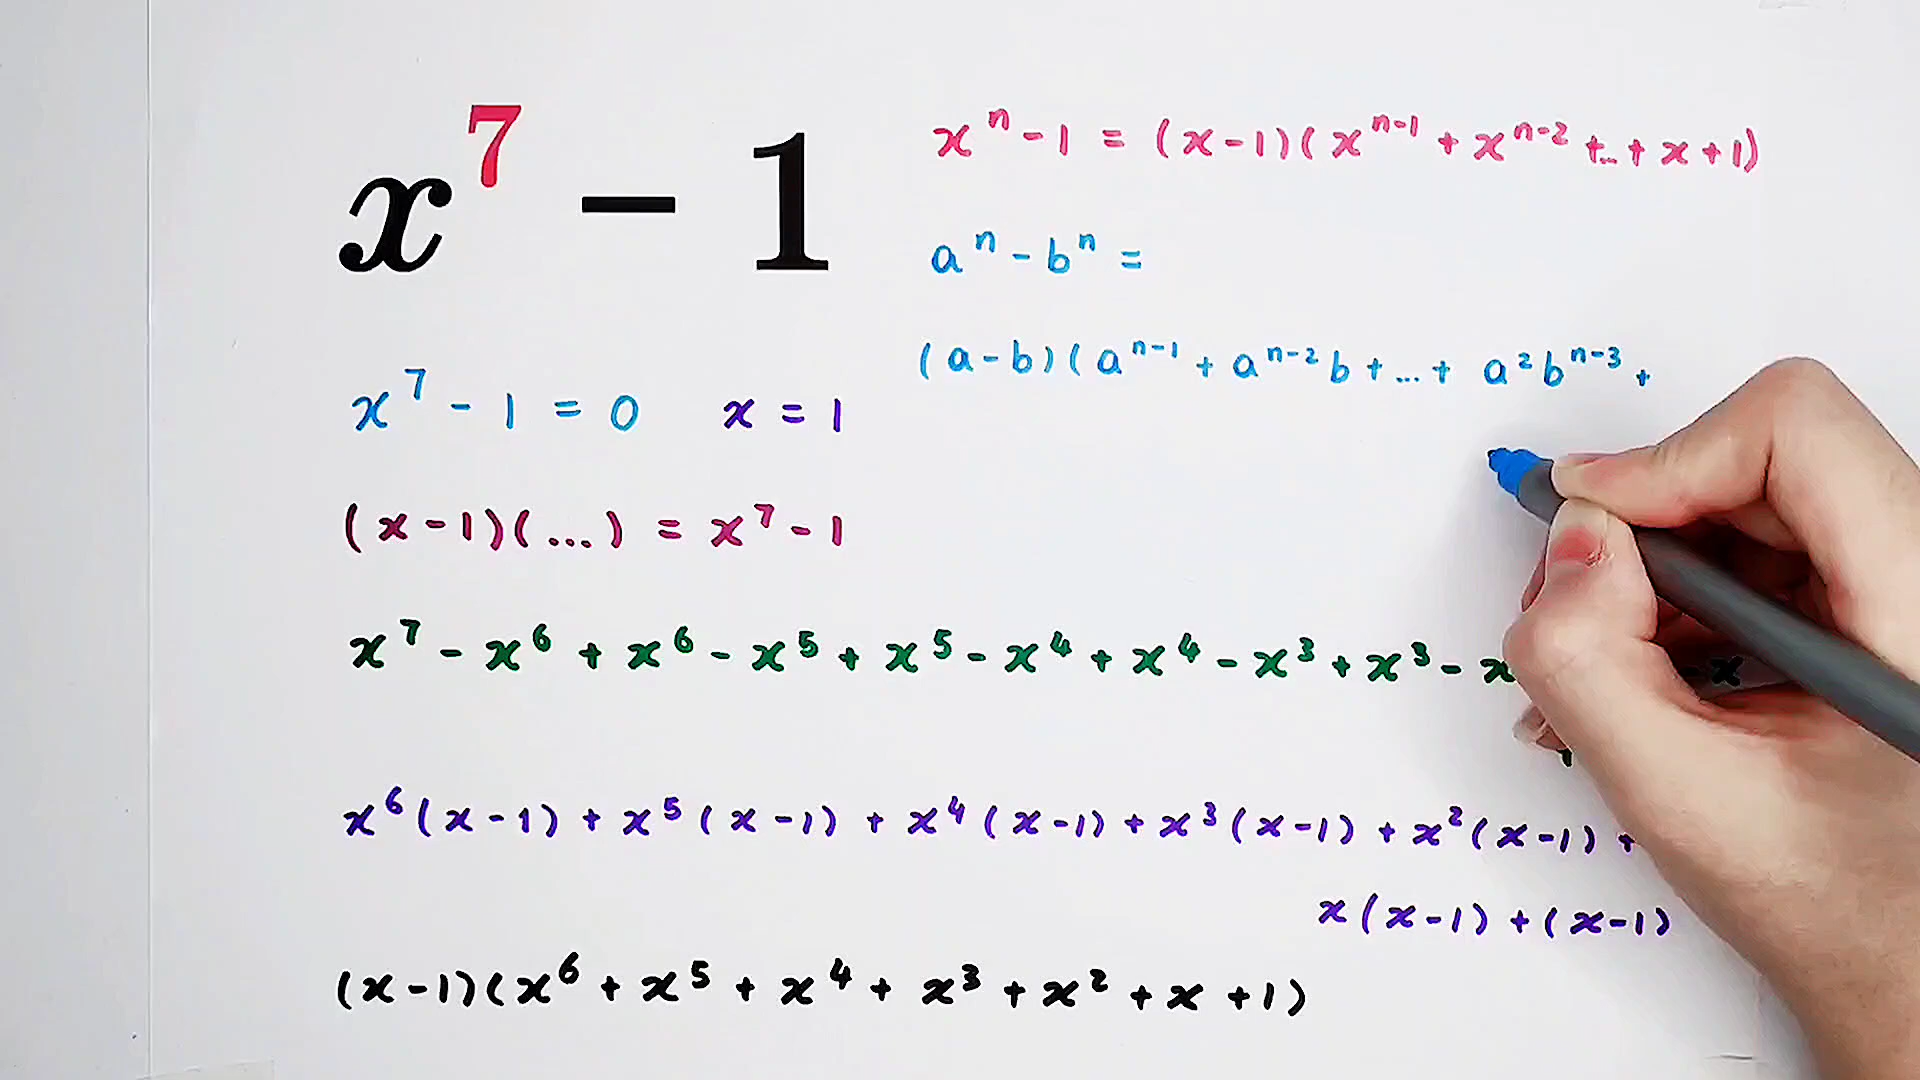 x⁷ - 1
xⁿ - 1 = (x-1)(xⁿ⁻¹ + xⁿ⁻² +...+ x + 1)
aⁿ - bⁿ =
(a-b)(aⁿ⁻¹ + aⁿ⁻²b + ... + a²bⁿ⁻³ +
x⁷ - 1 = 0 x = 1
(x-1)(...) = x⁷ - 1
x⁷ - x⁶ + x⁶ - x⁵ + x⁵ - x⁴ + x⁴ - x³ + x³ - x - x
x⁶(x-1) + x⁵(x-1) + x⁴(x-1) + x³(x-1) + x²(x-1) +
x(x-1) + (x-1)
(x-1)(x⁶ + x⁵ + x⁴ + x³ + x² + x + 1)